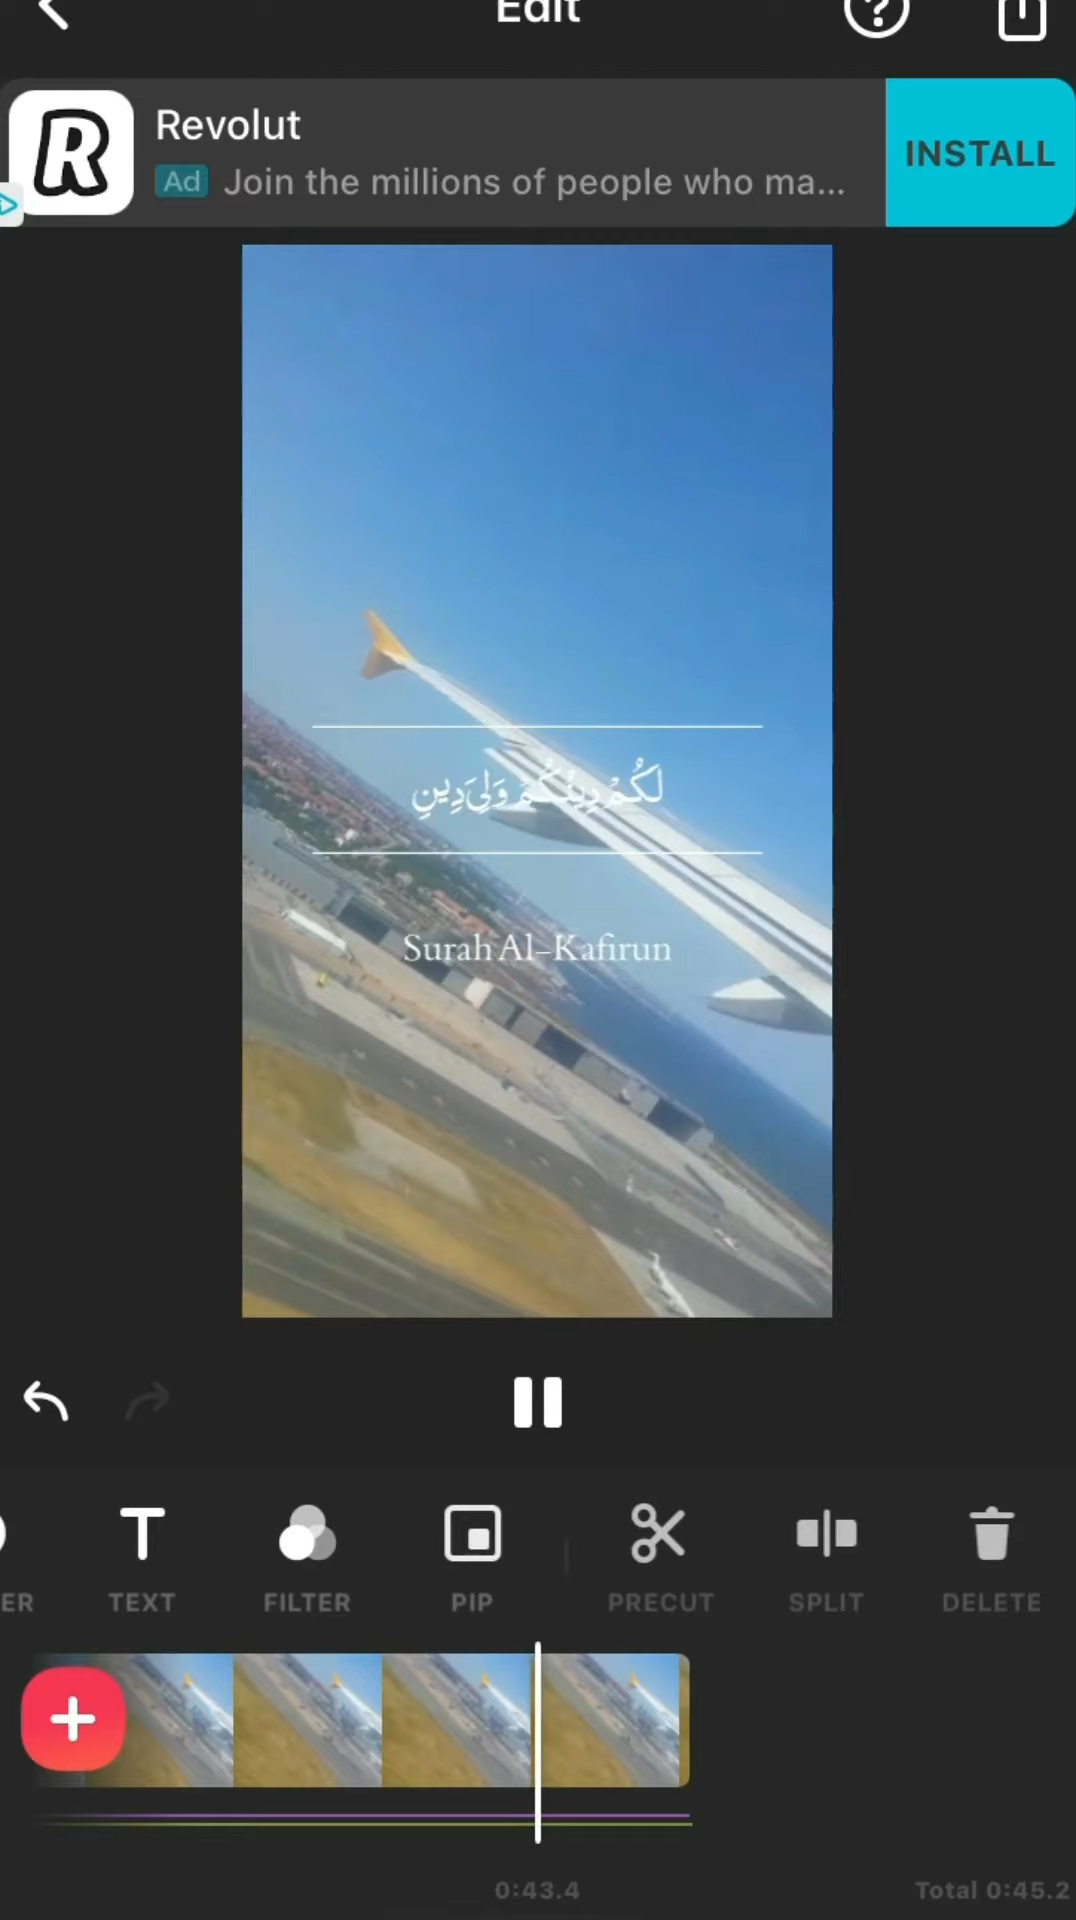 Edit
Revolut
INSTALL
Ad Join the millions of people who ma...
لَكُمْ دِينُكُمْ وَلِيَ دِينِ
Surah Al-Kafirun
ER
TEXT
FILTER
PIP
PRECUT
SPLIT
DELETE
0:43.4
Total 0:45.2